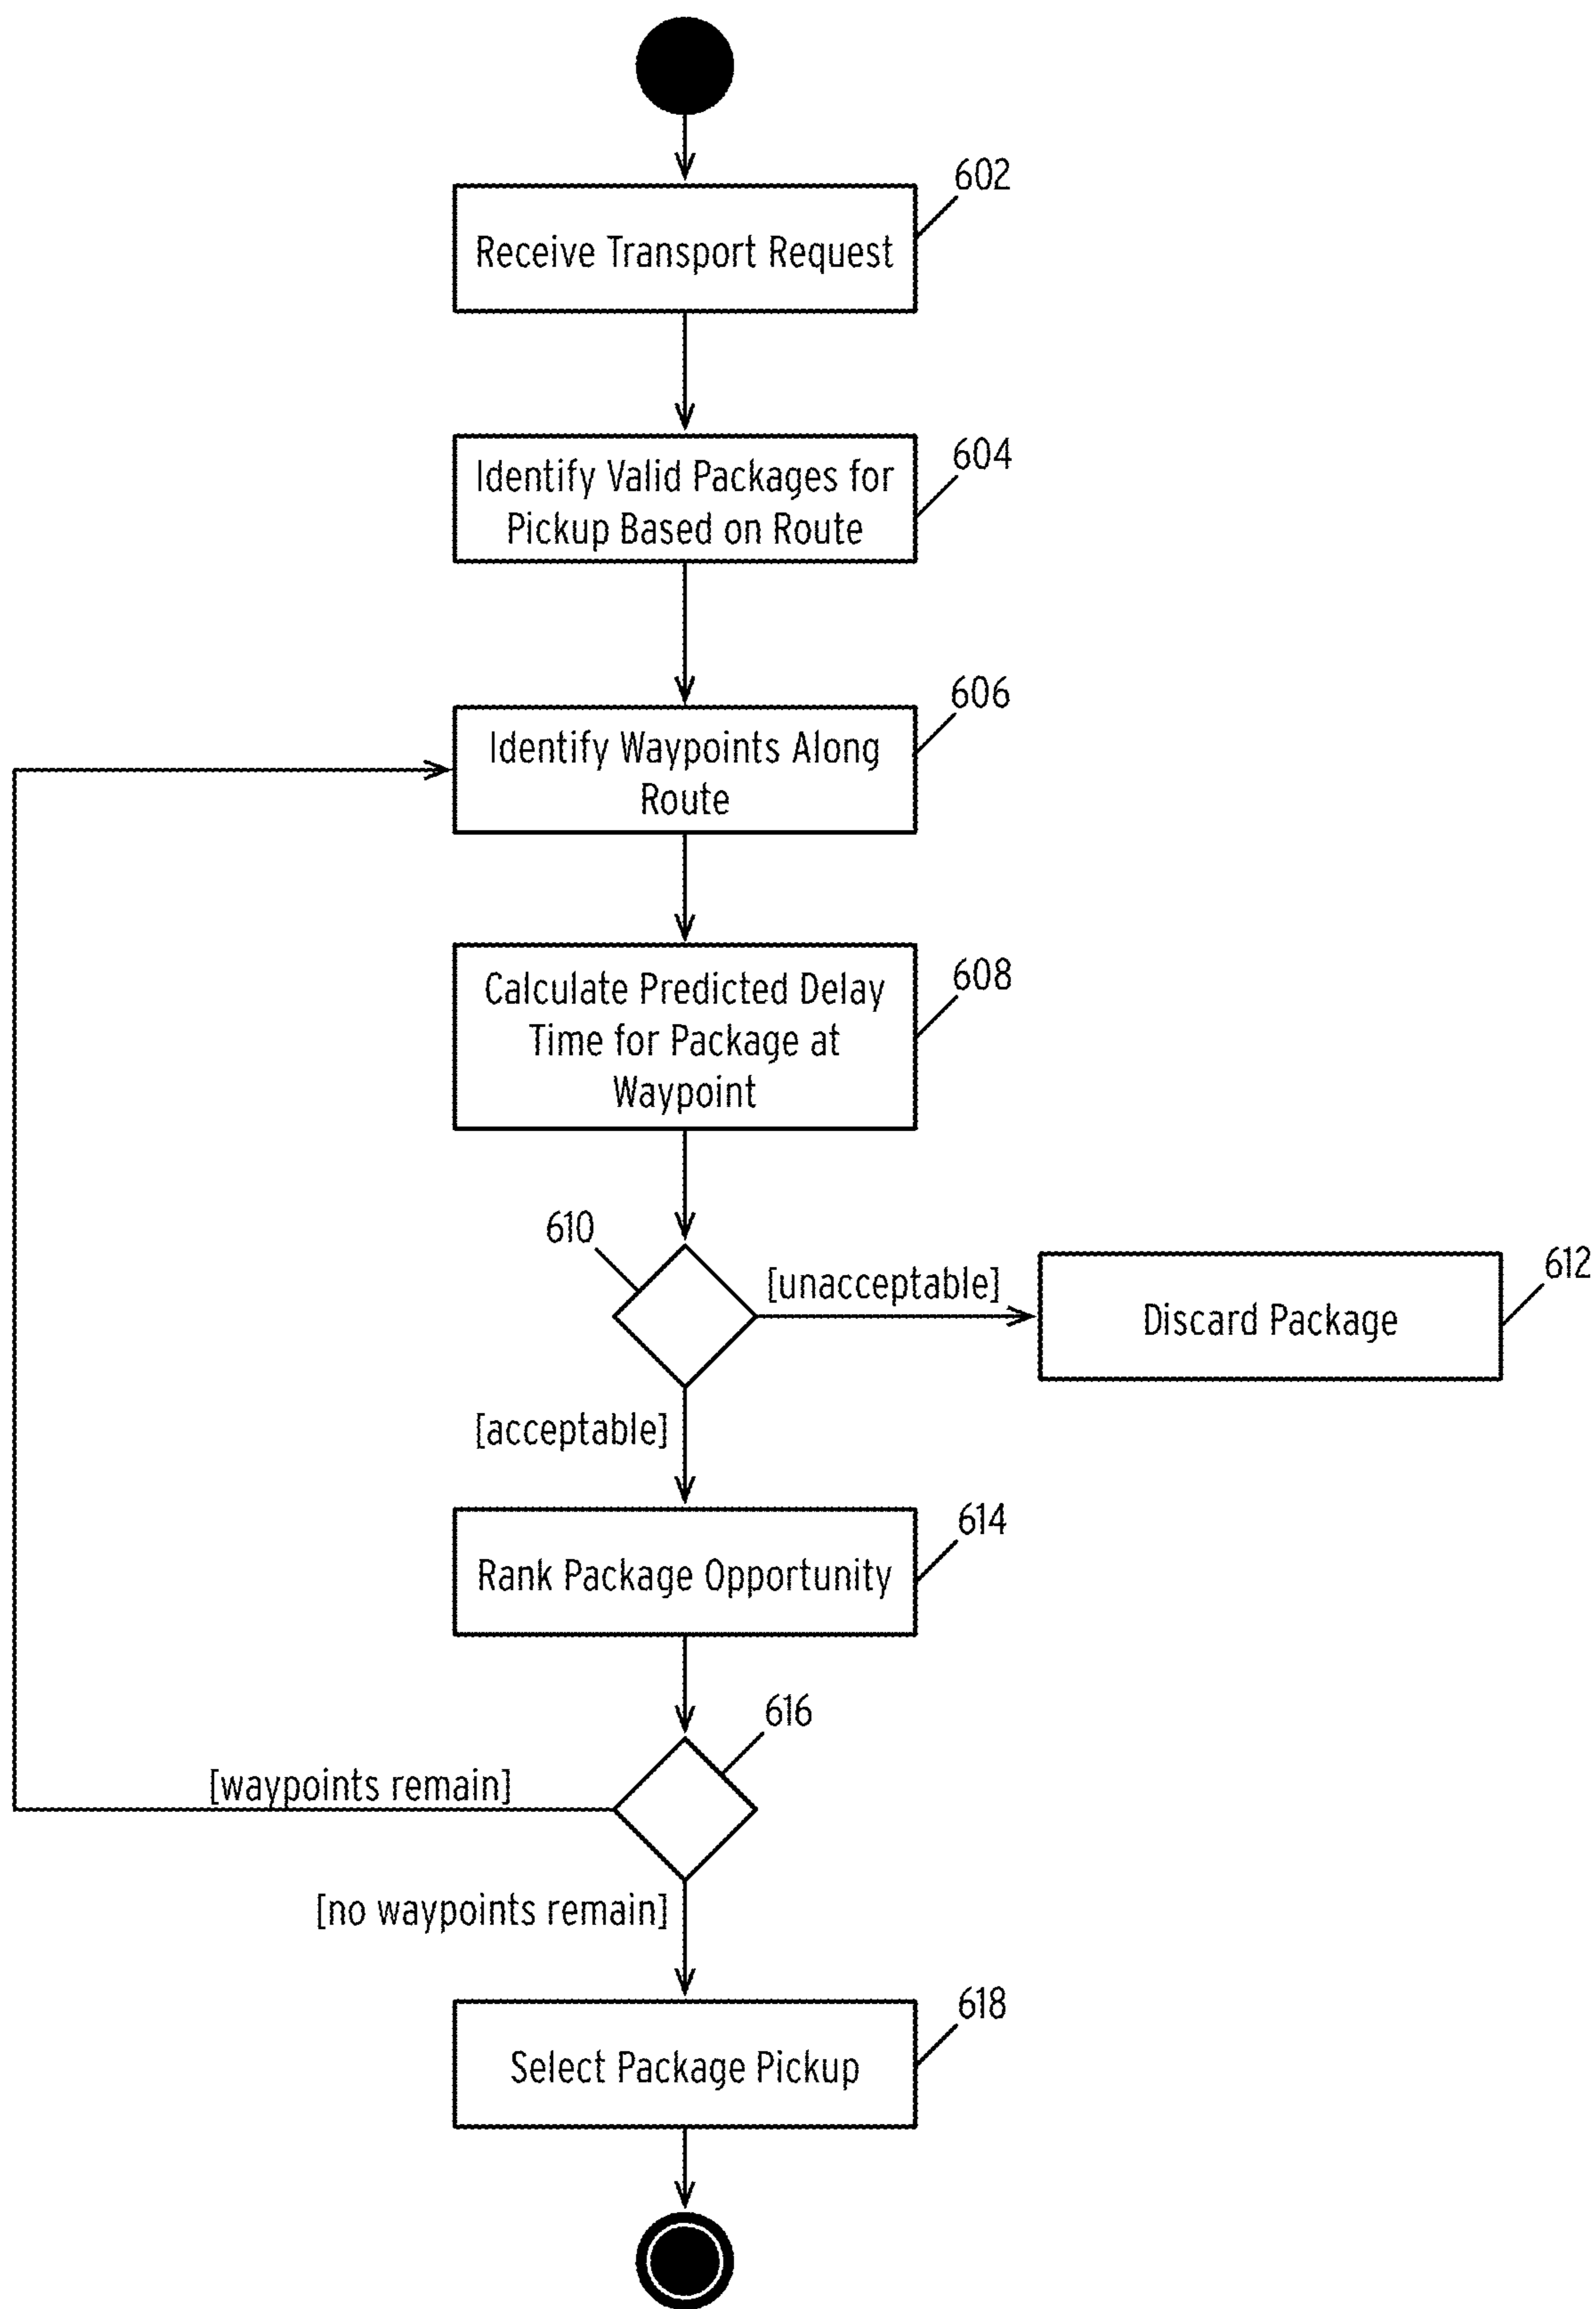 602
Receive Transport Request
604
Identify Valid Packages for
Pickup Based on Route
606
Identify Waypoints Along
Route
608
Calculate Predicted Delay
Time for Package at
Waypoint
610
[unacceptable]
612
Discard Package
[acceptable]
614
Rank Package Opportunity
616
[waypoints remain]
[no waypoints remain]
618
Select Package Pickup